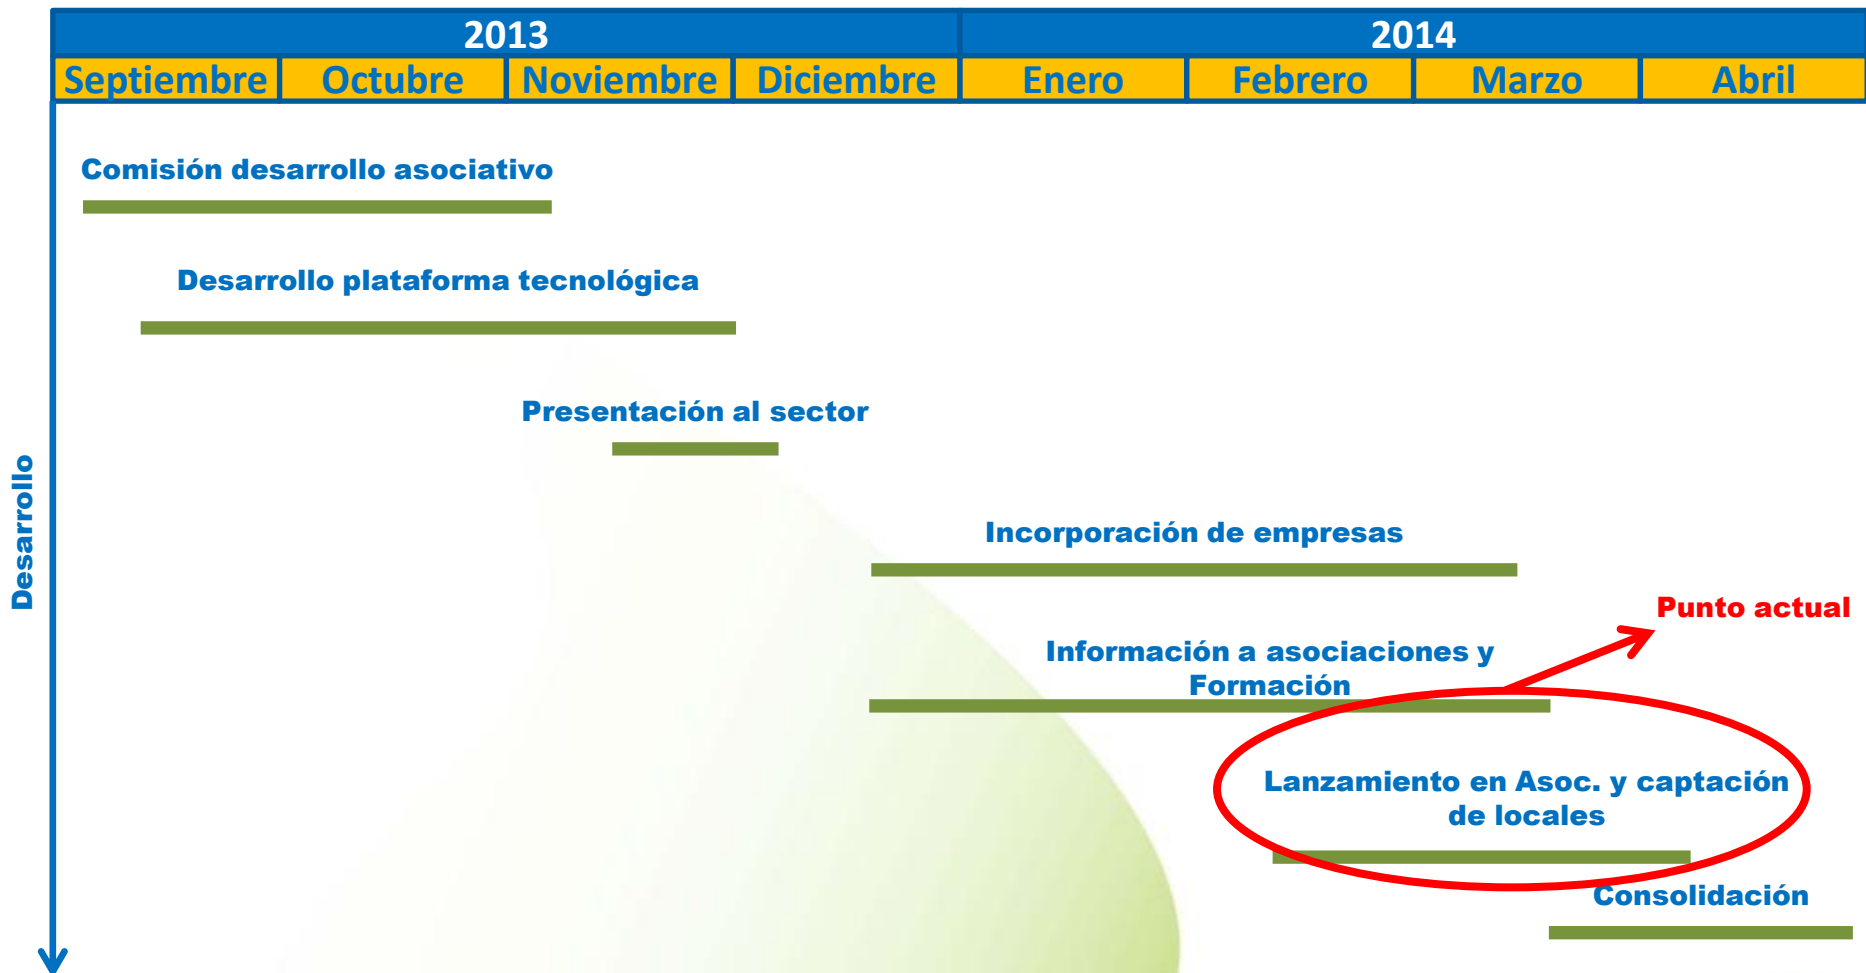 2013 2014
Septiembre Octubre Noviembre Diciembre Enero Febrero Marzo Abril
Comisión desarrollo asociativo
Desarrollo plataforma tecnológica
Presentación al sector
Desarrollo
Incorporación de empresas
Punto actual
Información a asociaciones y
Formación
Lanzamiento en Asoc. y captación
de locales
Consolidación